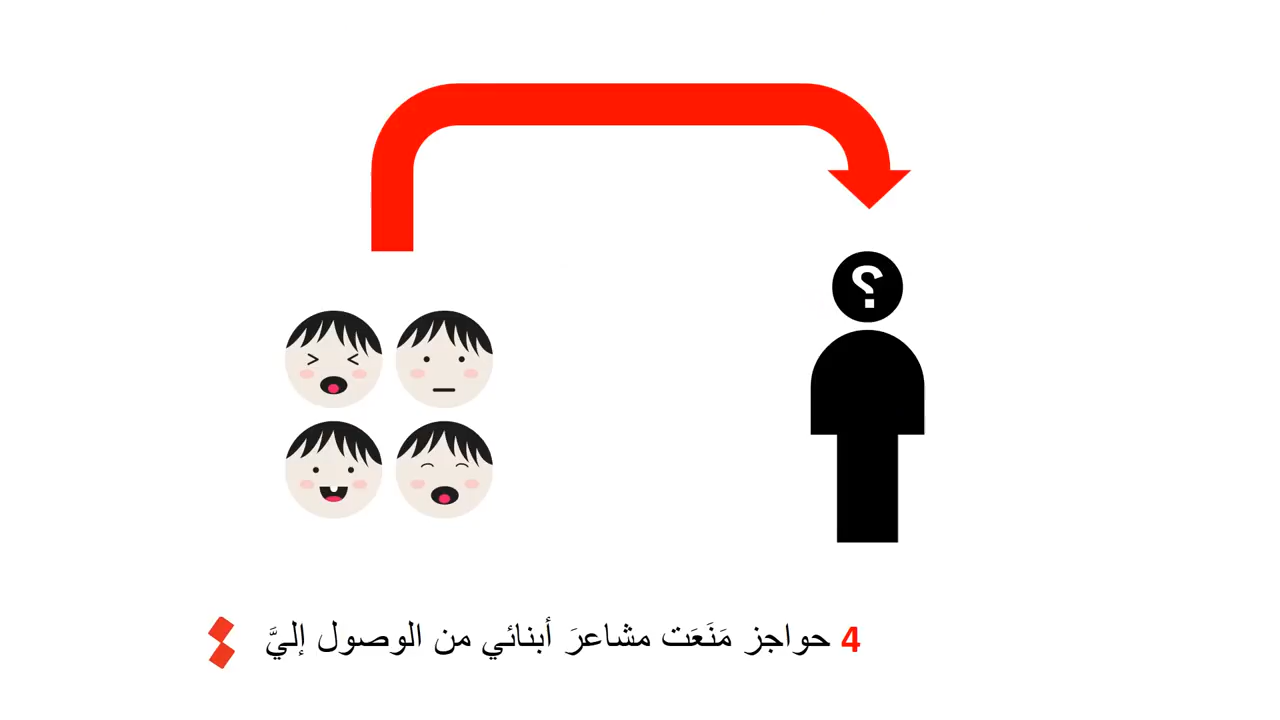 ؟
4 حواجز مَنَعَت مشاعرَ أبنائي من الوصول إليَّ